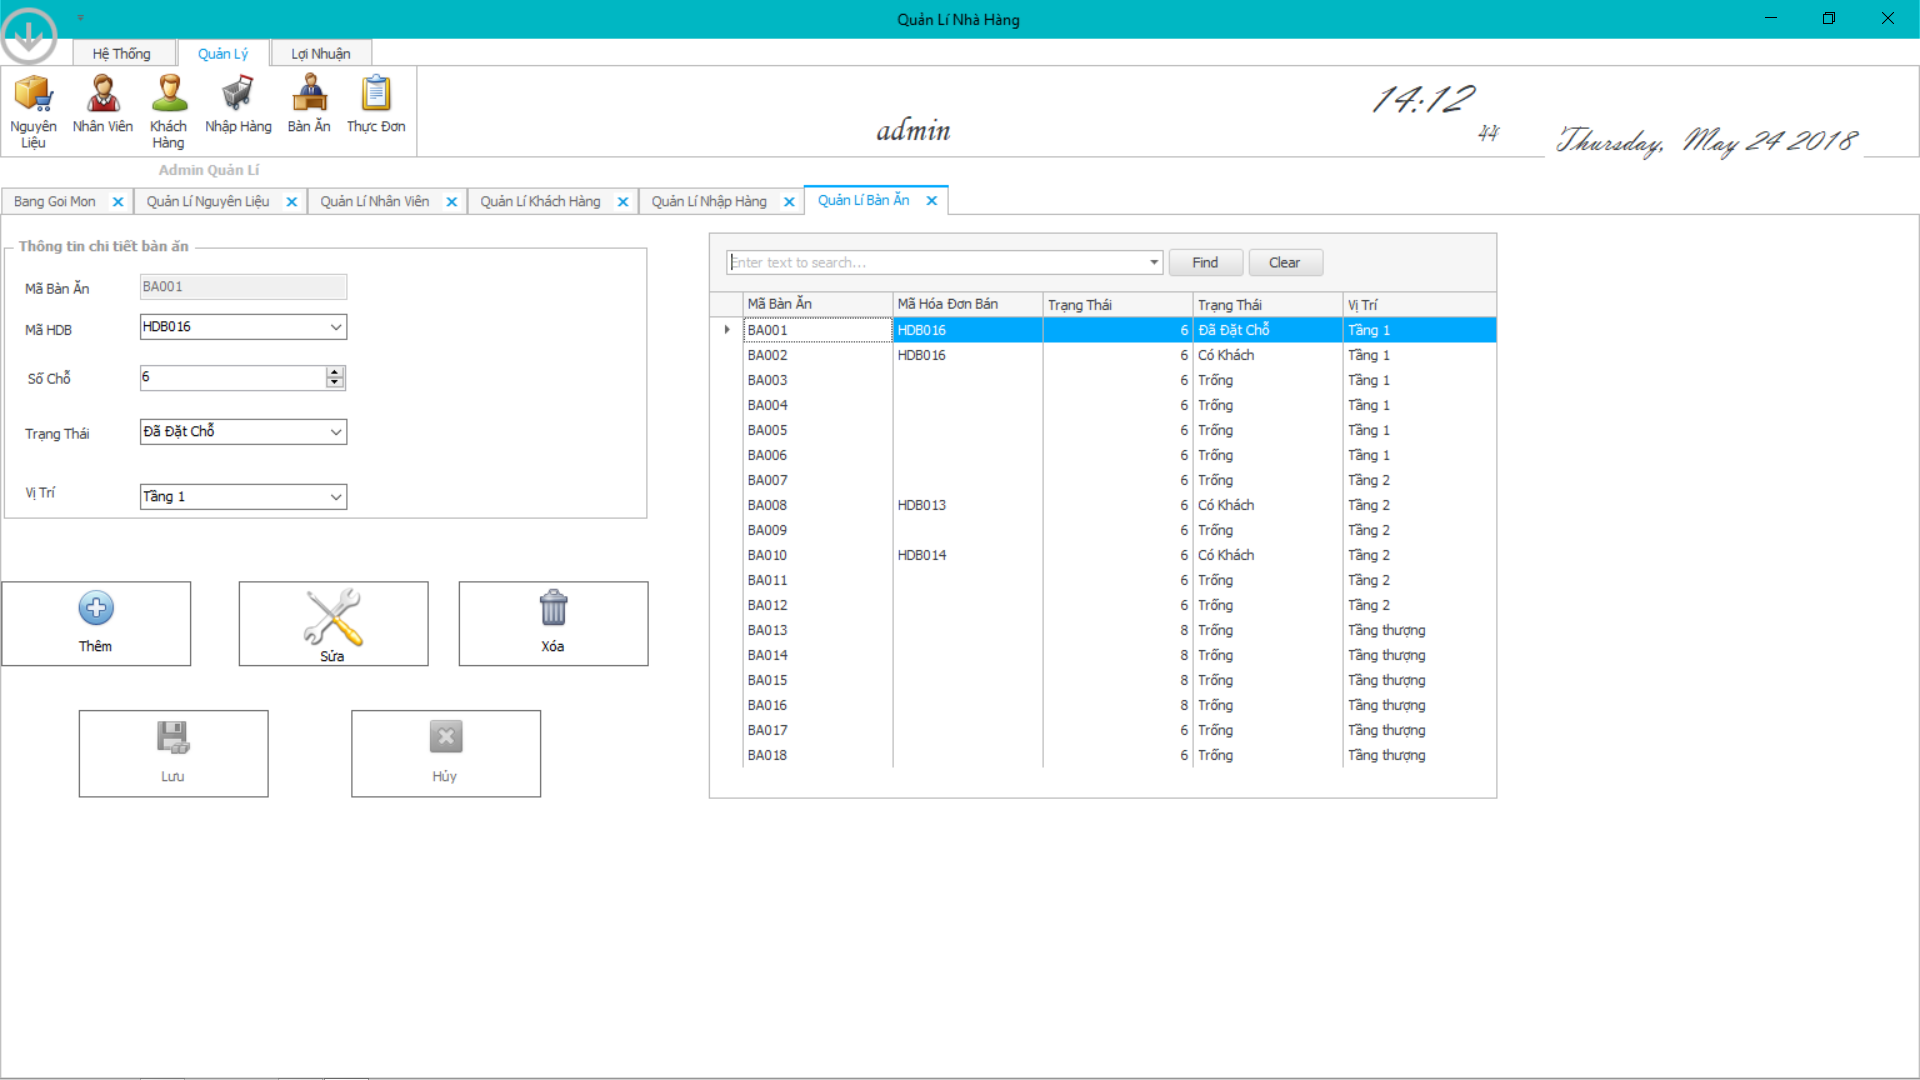 Quản Lí Nhà Hàng
Hệ Thống Quản Lý Lợi Nhuận
Nguyên Liệu Nhân Viên Khách Hàng Nhập Hàng Bàn Ăn Thực Đơn
Admin Quản Lí
admin
14:12
44
Thursday, May 24 2018
Bang Goi Mon Quản Lí Nguyên Liệu Quản Lí Nhân Viên Quản Lí Khách Hàng Quản Lí Nhập Hàng Quản Lí Bàn Ăn
Thông tin chi tiết bàn ăn
Mã Bàn Ăn BA001
Mã HDB HDB016
Số Chỗ 6
Trạng Thái Đã Đặt Chỗ
Vị Trí Tầng 1
Thêm Sửa Xóa
Lưu Hủy
Enter text to search... Find Clear
Mã Bàn Ăn Mã Hóa Đơn Bán Trạng Thái Trạng Thái Vị Trí
BA001 HDB016 6 Đã Đặt Chỗ Tầng 1
BA002 HDB016 6 Có Khách Tầng 1
BA003 6 Trống Tầng 1
BA004 6 Trống Tầng 1
BA005 6 Trống Tầng 1
BA006 6 Trống Tầng 1
BA007 6 Trống Tầng 2
BA008 HDB013 6 Có Khách Tầng 2
BA009 6 Trống Tầng 2
BA010 HDB014 6 Có Khách Tầng 2
BA011 6 Trống Tầng 2
BA012 6 Trống Tầng 2
BA013 8 Trống Tầng thượng
BA014 8 Trống Tầng thượng
BA015 8 Trống Tầng thượng
BA016 8 Trống Tầng thượng
BA017 6 Trống Tầng thượng
BA018 6 Trống Tầng thượng